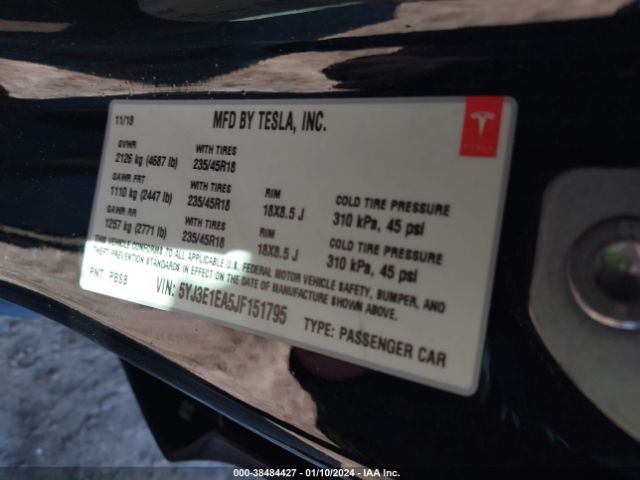 11/18 MFD BY TESLA, INC.
TESLA
GVWR
2126 kg (4687 lb) WITH TIRES
235/45R18
GAWR FRT
1110 kg (2447 lb) WITH TIRES
235/45R18 RIM
18X8.5 J COLD TIRE PRESSURE
310 kPa, 45 psi
GAWR RR
1257 kg (2771 lb) WITH TIRES
235/45R18 RIM
18X8.5 J COLD TIRE PRESSURE
310 kPa, 45 psi
THIS VEHICLE CONFORMS TO ALL APPLICABLE U.S. FEDERAL MOTOR VEHICLE SAFETY, BUMPER, AND
THEFT PREVENTION STANDARDS IN EFFECT ON THE DATE OF MANUFACTURE SHOWN ABOVE.
PNT: PBSB VIN: 5YJ3E1EA5JF151795 TYPE: PASSENGER CAR
000-38484427 - 01/10/2024 - IAA Inc.